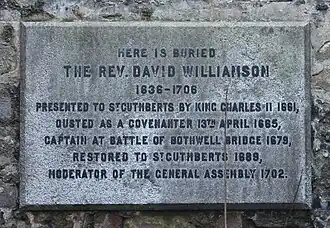 HERE IS BURIED
THE REV. DAVID WILLIAMSON
1636-1706
PRESENTED TO ST CUTHBERTS BY KING CHARLES II 1661,
OUSTED AS A COVENANTER 13TH APRIL 1665,
CAPTAIN AT BATTLE OF BOTHWELL BRIDGE 1679,
RESTORED TO ST CUTHBERTS 1689,
MODERATOR OF THE GENERAL ASSEMBLY 1702.